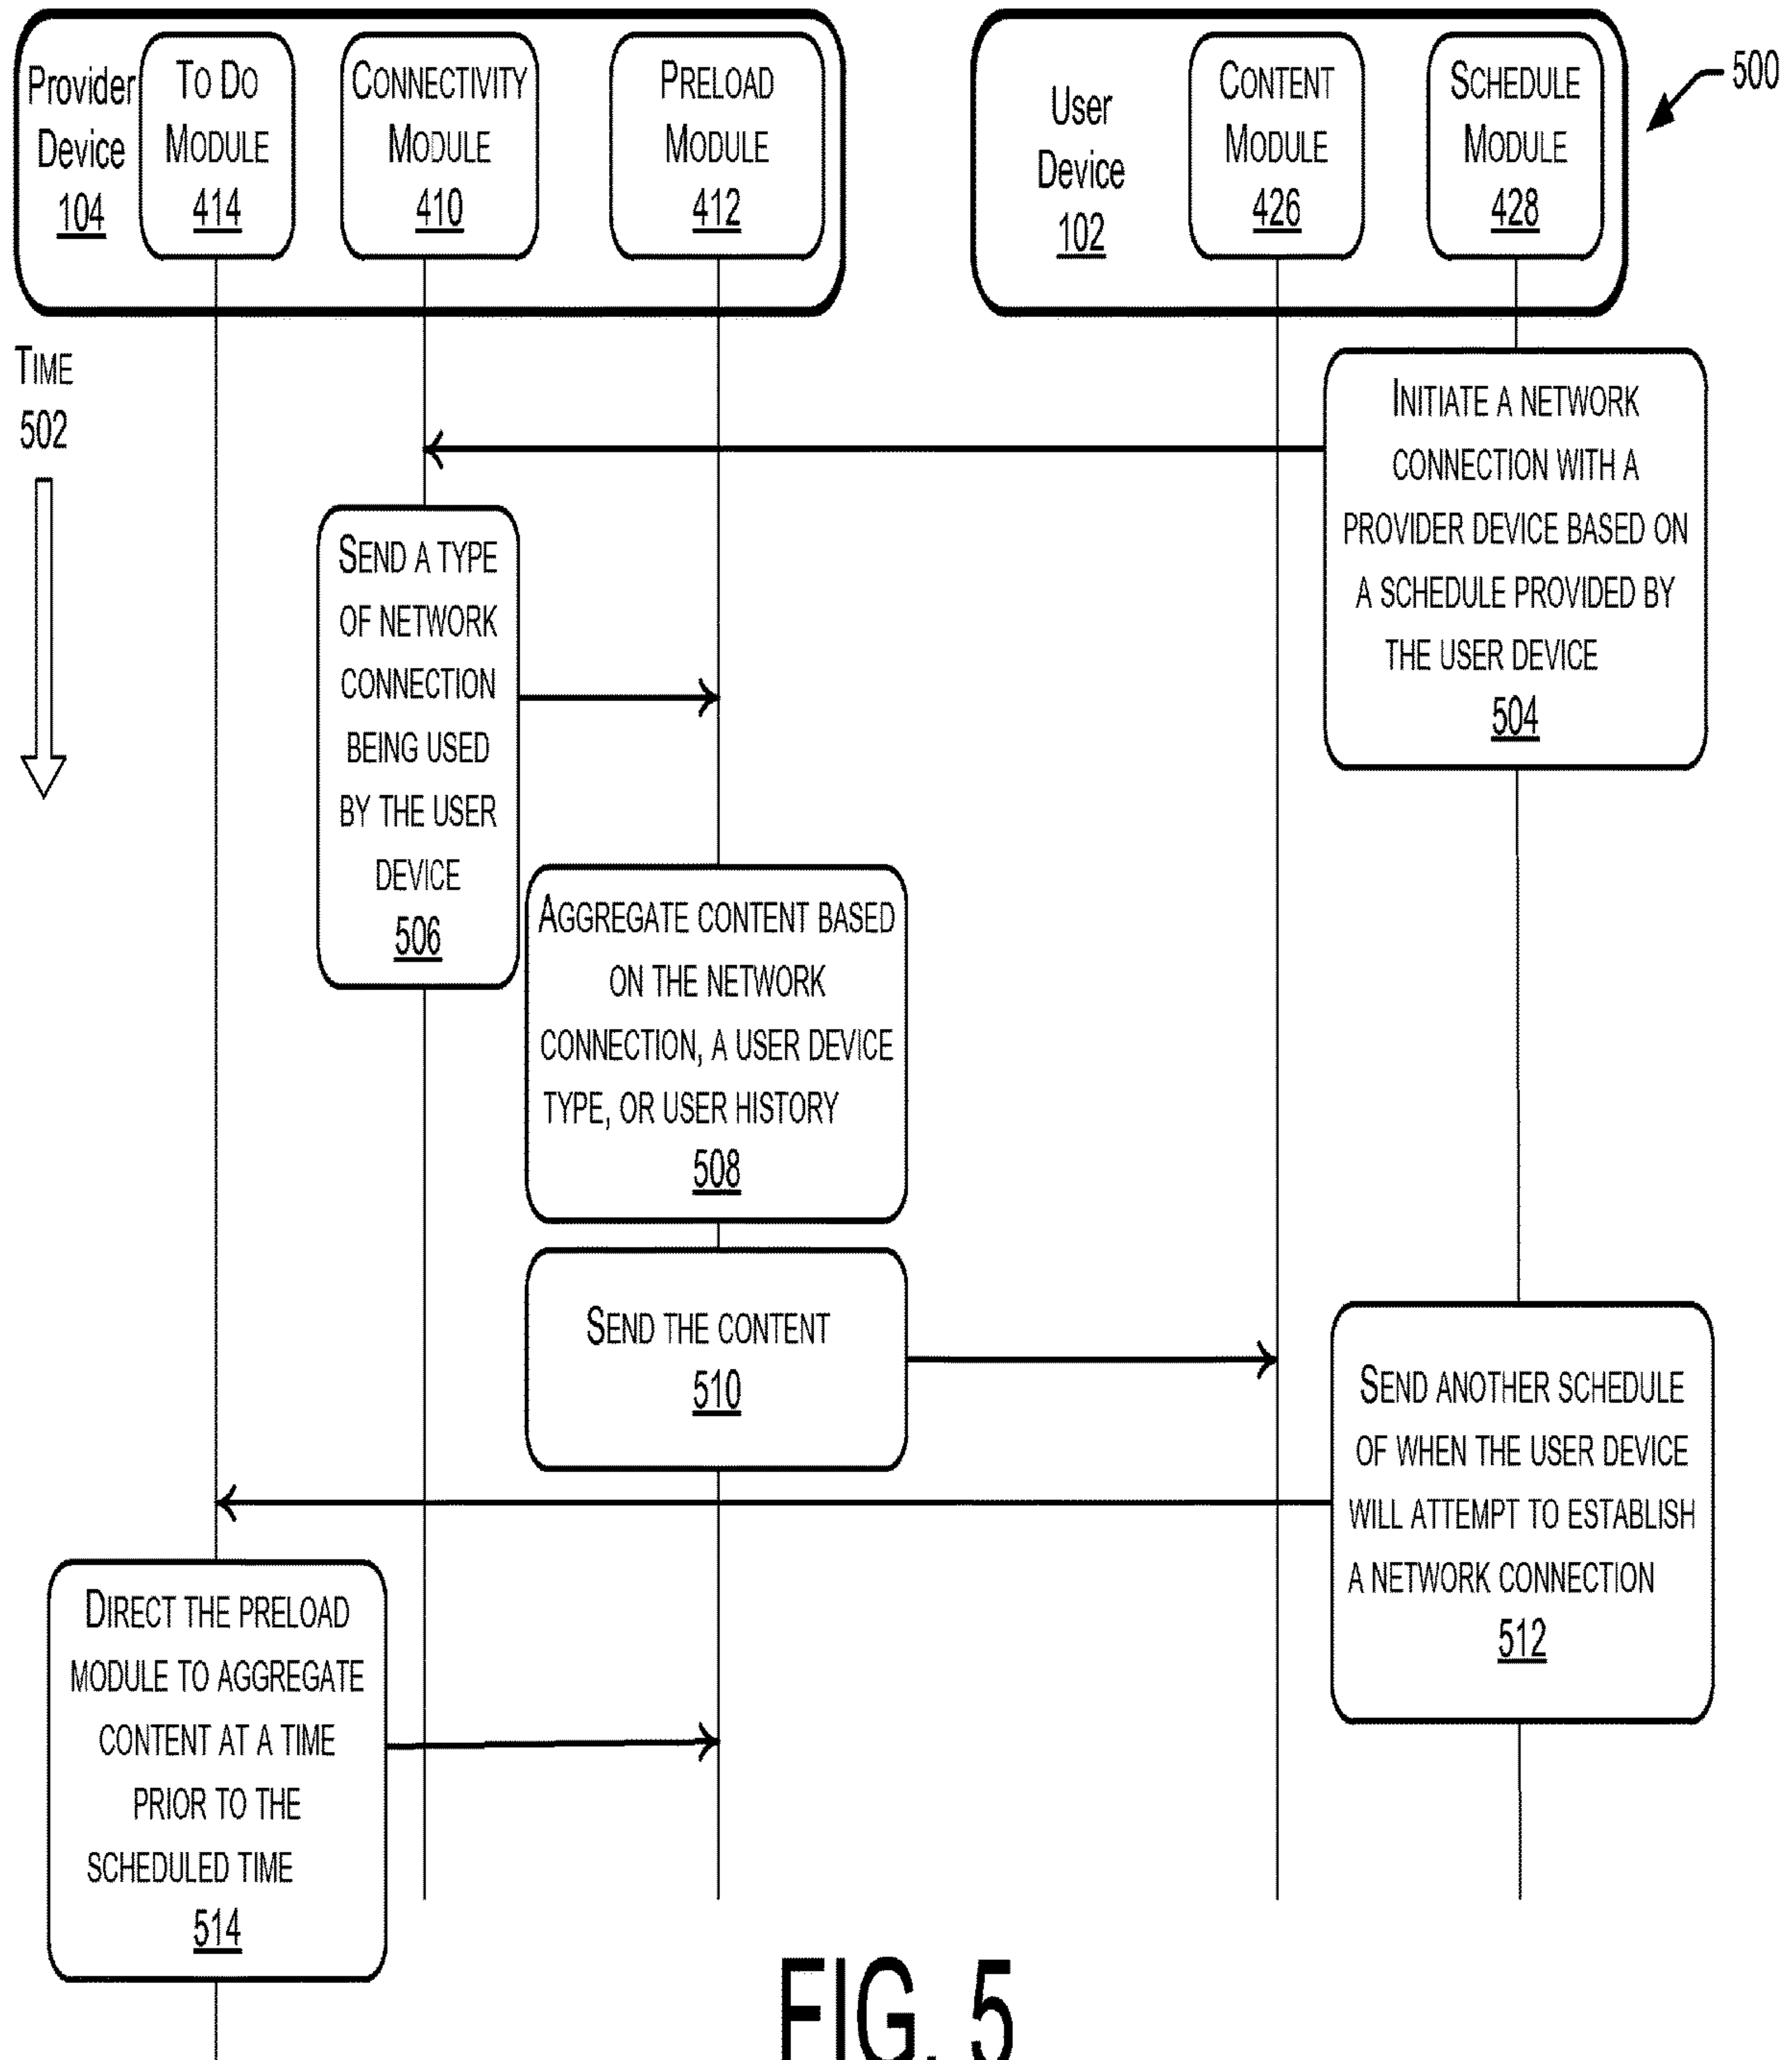 Provider
Device
104
TO DO
MODULE
414
CONNECTIVITY
MODULE
410
PRELOAD
MODULE
412
User
Device
102
CONTENT
MODULE
426
SCHEDULE
MODULE
428
500
TIME
502
INITIATE A NETWORK
CONNECTION WITH A
PROVIDER DEVICE BASED ON
A SCHEDULE PROVIDED BY
THE USER DEVICE
504
SEND A TYPE
OF NETWORK
CONNECTION
BEING USED
BY THE USER
DEVICE
506
AGGREGATE CONTENT BASED
ON THE NETWORK
CONNECTION, A USER DEVICE
TYPE, OR USER HISTORY
508
SEND THE CONTENT
510
SEND ANOTHER SCHEDULE
OF WHEN THE USER DEVICE
WILL ATTEMPT TO ESTABLISH
A NETWORK CONNECTION
512
DIRECT THE PRELOAD
MODULE TO AGGREGATE
CONTENT AT A TIME
PRIOR TO THE
SCHEDULED TIME
514
FIG. 5